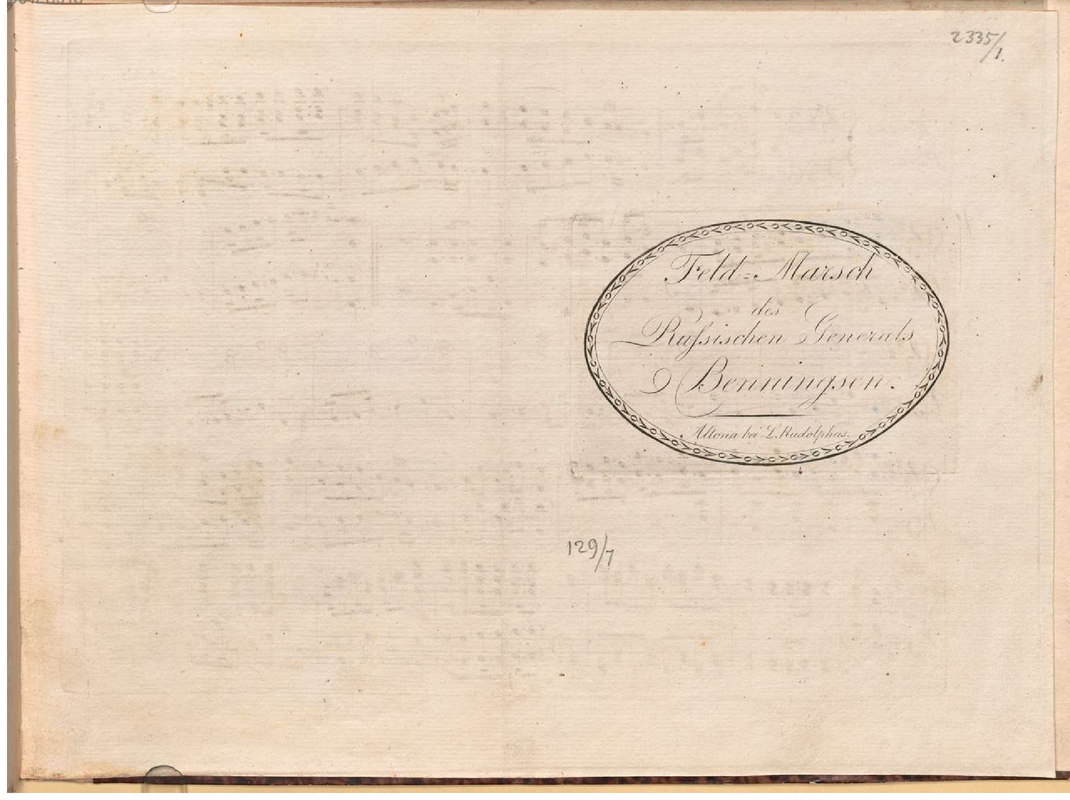 2335/1.
Feld=Marsch
des
Rußischen Generals
Benningsen.
Altona bei L. Rudolphus.
129/7